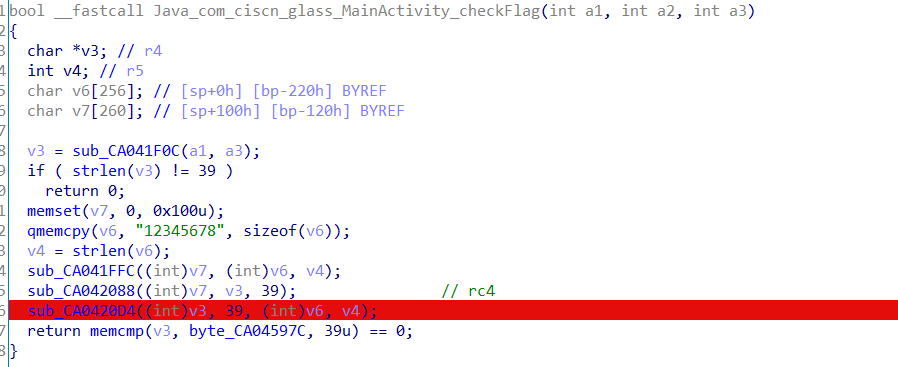 1 bool __fastcall Java_com_ciscn_glass_MainActivity_checkFlag(int a1, int a2, int a3)
2 {
3 char *v3; // r4
4 int v4; // r5
5 char v6[256]; // [sp+0h] [bp-220h] BYREF
6 char v7[260]; // [sp+100h] [bp-120h] BYREF
7
8 v3 = sub_CA041F0C(a1, a3);
9 if ( strlen(v3) != 39 )
0 return 0;
1 memset(v7, 0, 0x100u);
2 qmemcpy(v6, "12345678", sizeof(v6));
3 v4 = strlen(v6);
4 sub_CA041FFC((int)v7, (int)v6, v4);
5 sub_CA042088((int)v7, v3, 39); // rc4
6 sub_CA0420D4((int)v3, 39, (int)v6, v4);
7 return memcmp(v3, byte_CA04597C, 39u) == 0;
8 }